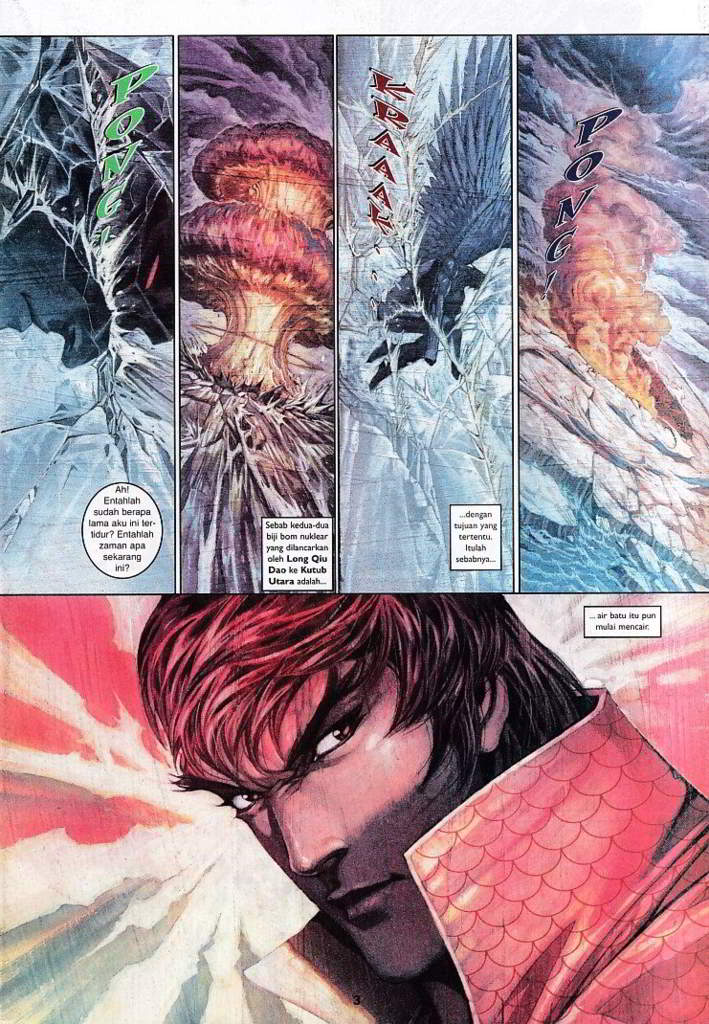 PONG!
Ah!
Entahlah
sudah berapa
lama aku ini ter-
tidur? Entahlah
zaman apa
sekarang
ini?
Sebab kedua-dua
biji bom nuklear
yang dilancarkan
oleh Long Qiu
Dao ke Kutub
Utara adalah...
KRAAAK
...dengan
tujuan yang
tertentu.
Itulah
sebabnya...
PONG!
... air batu itu pun
mulai mencair.
3